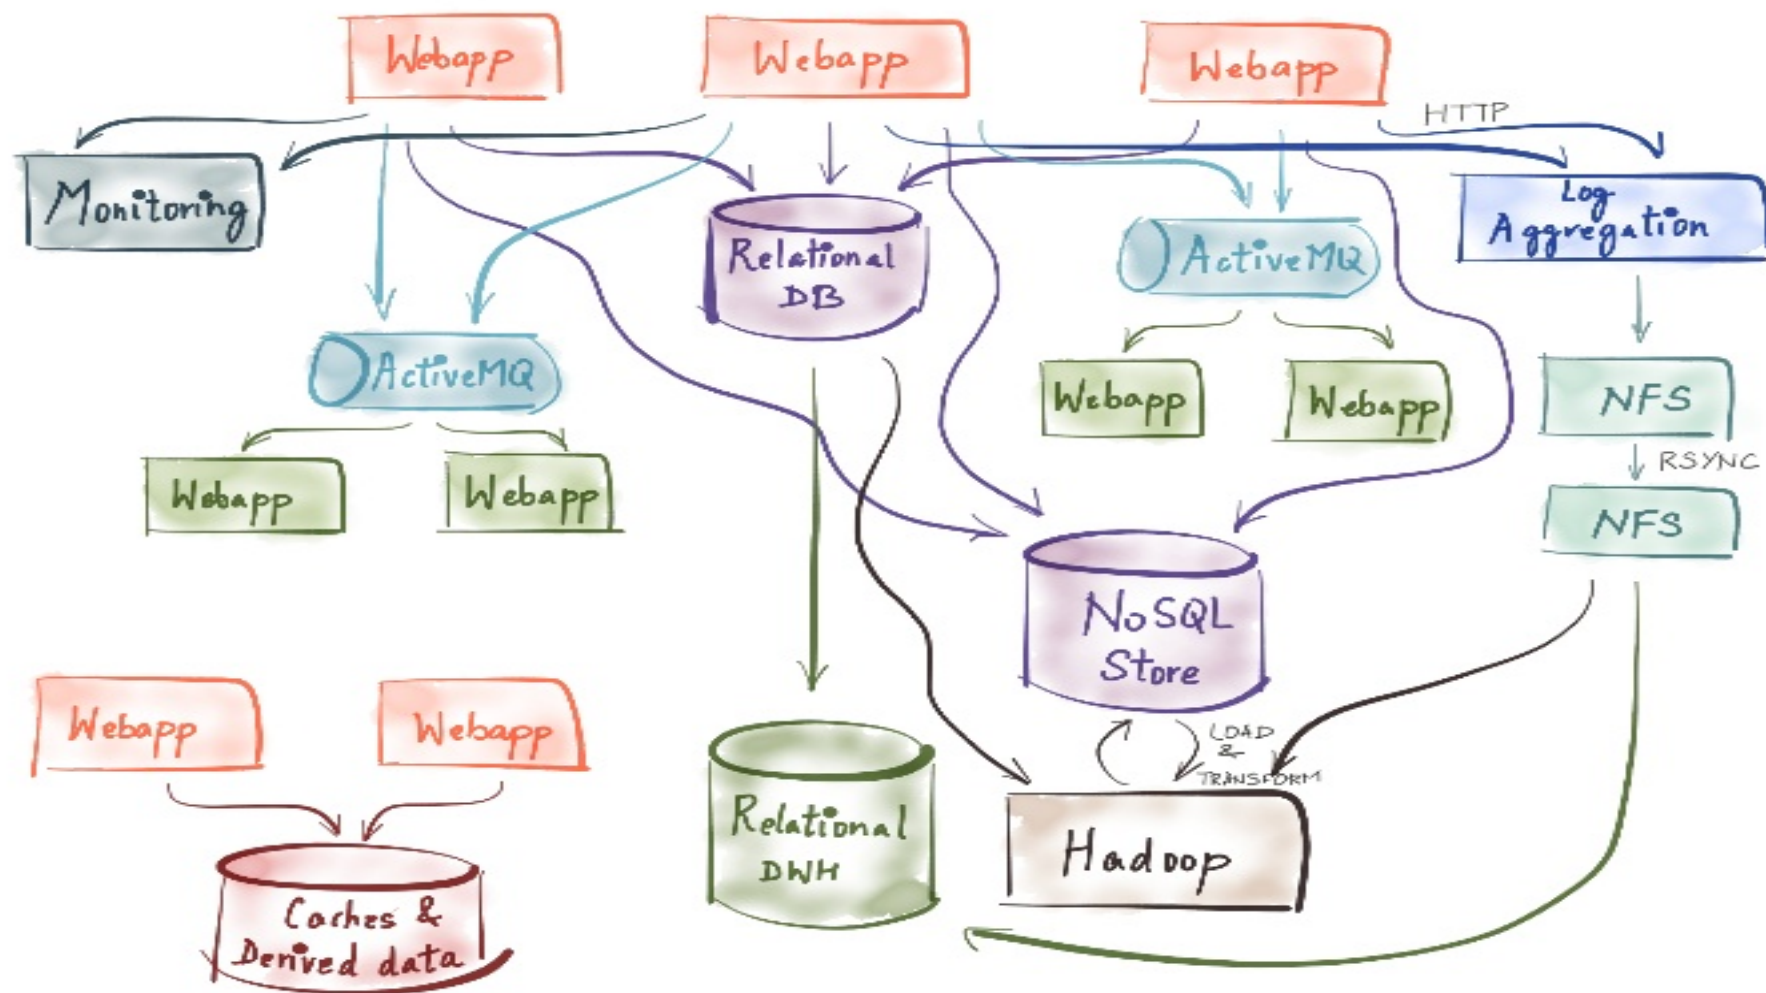 Webapp
Webapp
Webapp
HTTP
Monitoring
Relational
DB
ActiveMQ
Log
Aggregation
ActiveMQ
Webapp
Webapp
NFS
RSYNC
Webapp
Webapp
NFS
NoSQL
Store
Webapp
Webapp
LOAD
&
TRANSFORM
Relational
DWH
Hadoop
Caches &
Derived data